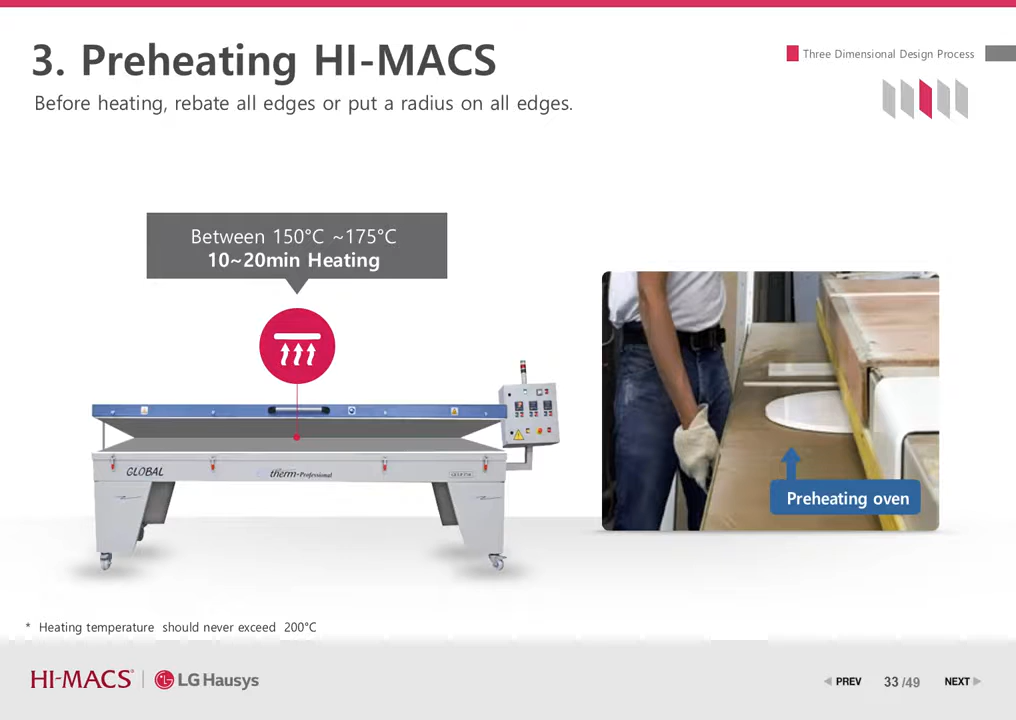 3. Preheating HI-MACS
Three Dimensional Design Process
Before heating, rebate all edges or put a radius on all edges.
Between 150°C ~175°C
10~20min Heating
GLOBAL
therm-Professional
Preheating oven
* Heating temperature should never exceed 200°C
HI-MACS
LG Hausys
PREV 33 /49 NEXT